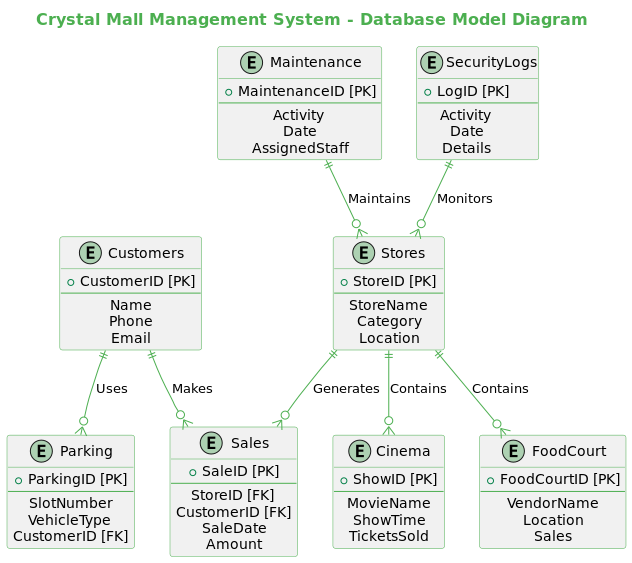 Crystal Mall Management System - Database Model Diagram
E Maintenance
MaintenanceID [PK]
Activity
Date
AssignedStaff
E SecurityLogs
LogID [PK]
Activity
Date
Details
Maintains
Monitors
E Customers
CustomerID [PK]
Name
Phone
Email
E Stores
StoreID [PK]
StoreName
Category
Location
Uses
Makes
Generates
Contains
Contains
E Parking
ParkingID [PK]
SlotNumber
VehicleType
CustomerID [FK]
E Sales
SaleID [PK]
StoreID [FK]
CustomerID [FK]
SaleDate
Amount
E Cinema
ShowID [PK]
MovieName
ShowTime
TicketsSold
E FoodCourt
FoodCourtID [PK]
VendorName
Location
Sales